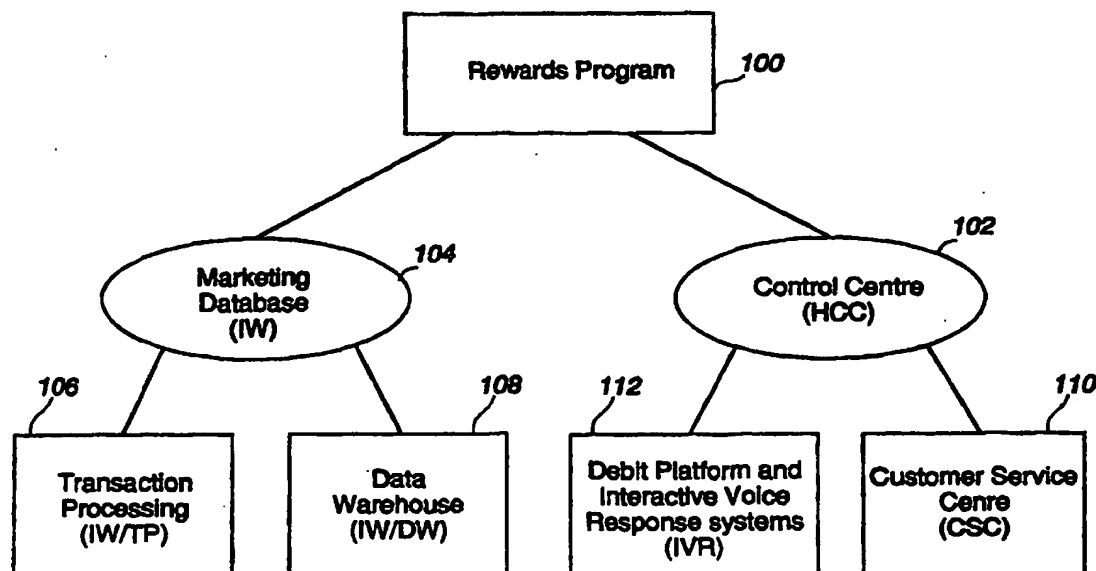 Rewards Program
100
102
104
Marketing
Database
(IW)
Control Centre
(HCC)
106
108
112
110
Transaction
Processing
(IW/TP)
Data
Warehouse
(IW/DW)
Debit Platform and
Interactive Voice
Response systems
(IVR)
Customer Service
Cenre
(CSC)